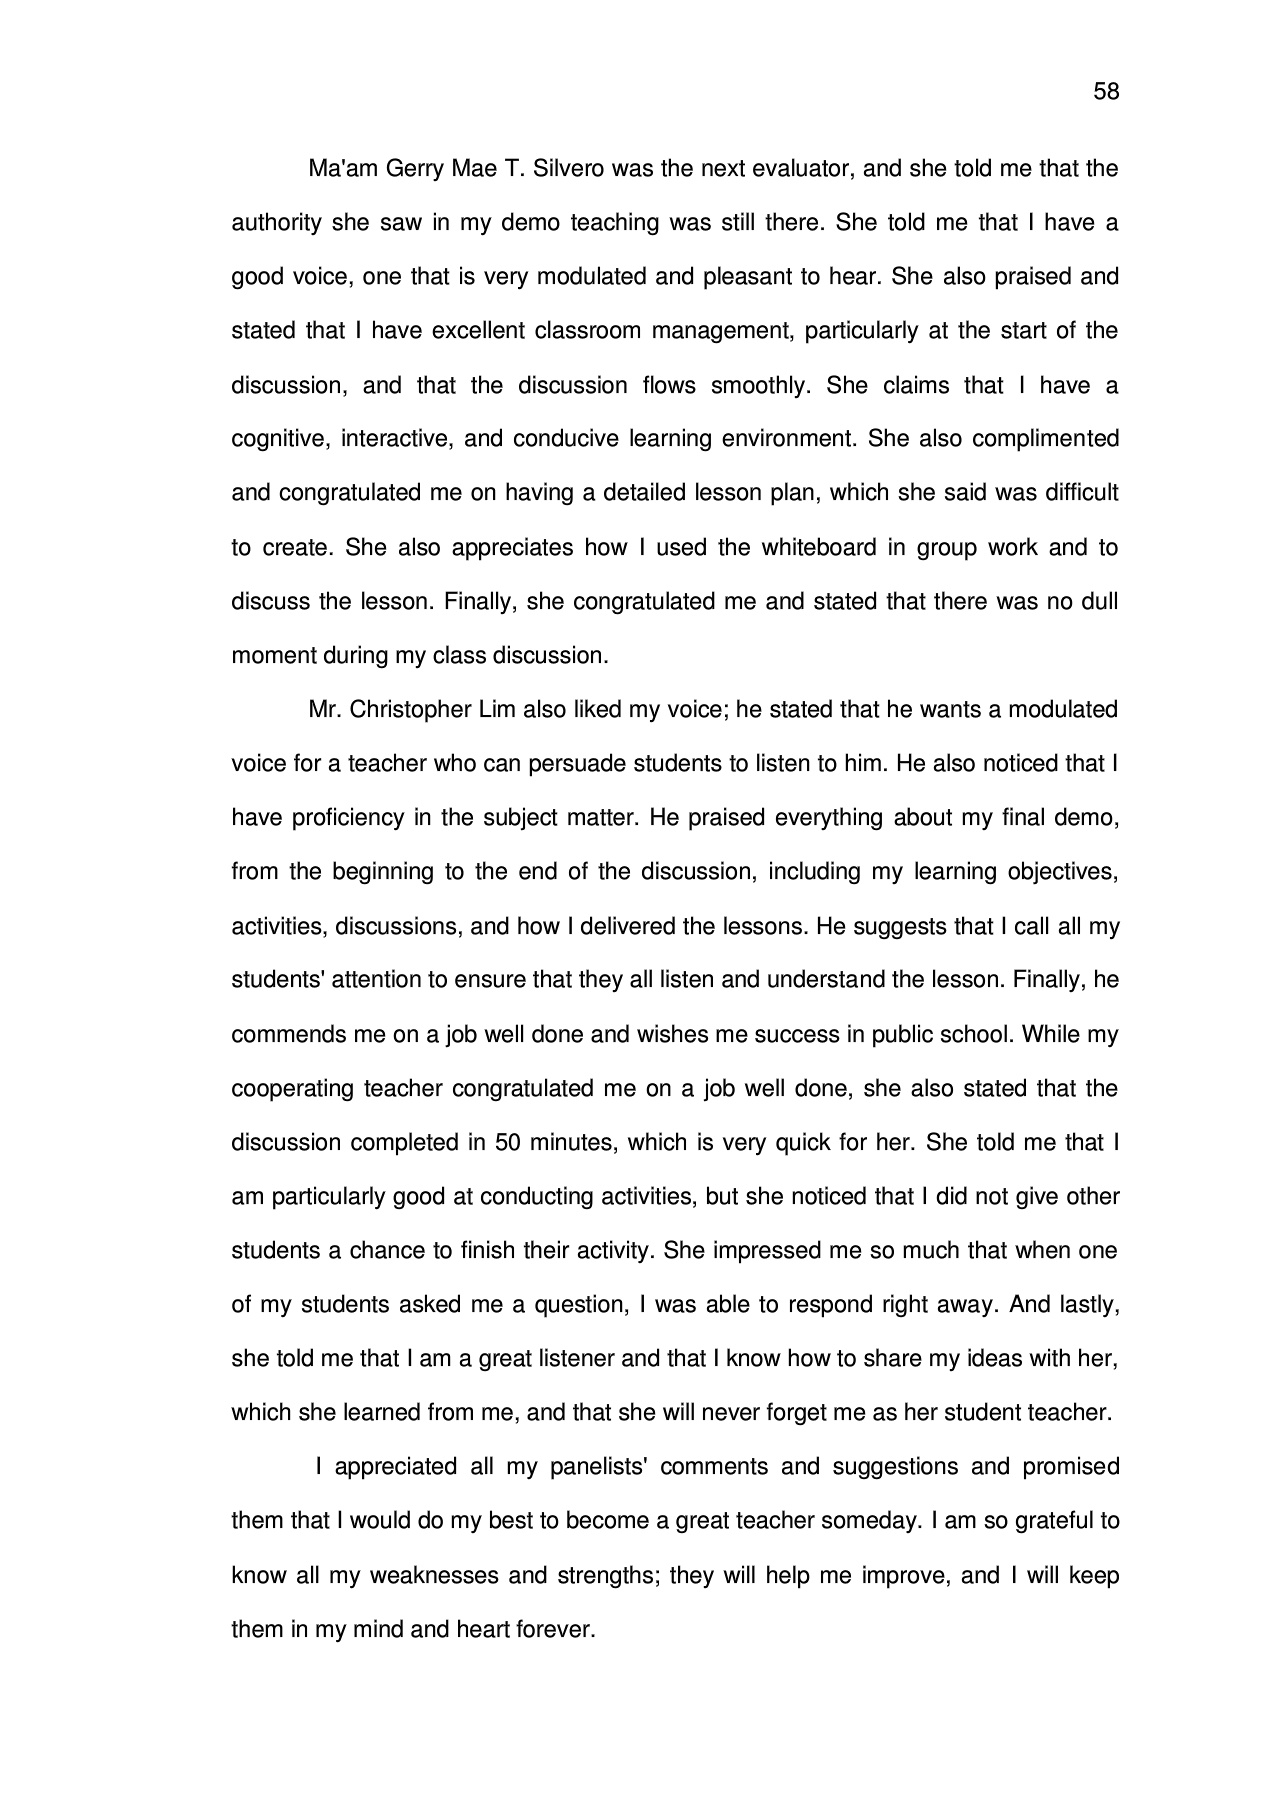 58
Ma'am Gerry Mae T. Silvero was the next evaluator, and she told me that the
authority she saw in my demo teaching was still there. She told me that I have a
good voice, one that is very modulated and pleasant to hear. She also praised and
stated that I have excellent classroom management, particularly at the start of the
discussion, and that the discussion flows smoothly. She claims that I have a
cognitive, interactive, and conducive learning environment. She also complimented
and congratulated me on having a detailed lesson plan, which she said was difficult
to create. She also appreciates how I used the whiteboard in group work and to
discuss the lesson. Finally, she congratulated me and stated that there was no dull
moment during my class discussion.
Mr. Christopher Lim also liked my voice; he stated that he wants a modulated
voice for a teacher who can persuade students to listen to him. He also noticed that I
have proficiency in the subject matter. He praised everything about my final demo,
from the beginning to the end of the discussion, including my learning objectives,
activities, discussions, and how I delivered the lessons. He suggests that I call all my
students' attention to ensure that they all listen and understand the lesson. Finally, he
commends me on a job well done and wishes me success in public school. While my
cooperating teacher congratulated me on a job well done, she also stated that the
discussion completed in 50 minutes, which is very quick for her. She told me that I
am particularly good at conducting activities, but she noticed that I did not give other
students a chance to finish their activity. She impressed me so much that when one
of my students asked me a question, I was able to respond right away. And lastly,
she told me that I am a great listener and that I know how to share my ideas with her,
which she learned from me, and that she will never forget me as her student teacher.
I appreciated all my panelists' comments and suggestions and promised
them that I would do my best to become a great teacher someday. I am so grateful to
know all my weaknesses and strengths; they will help me improve, and I will keep
them in my mind and heart forever.